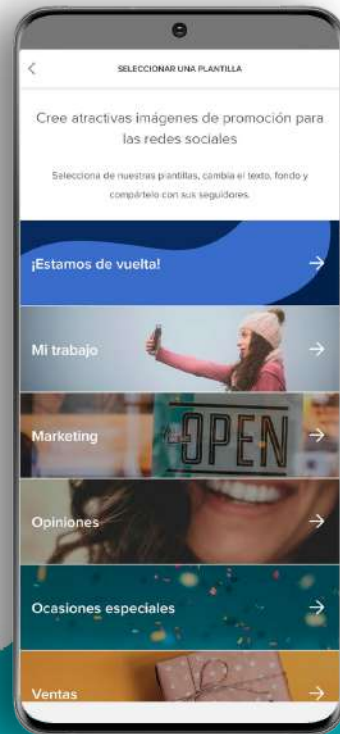 SELECCIONAR UNA PLANTILLA
Cree atractivas imágenes de promoción para
las redes sociales
Selecciona de nuestras plantillas, cambia el texto, fondo y
compártelo con sus seguidores.
¡Estamos de vuelta!
Mi trabajo
Marketing
OPEN
Opiniones
Ocasiones especiales
Ventas